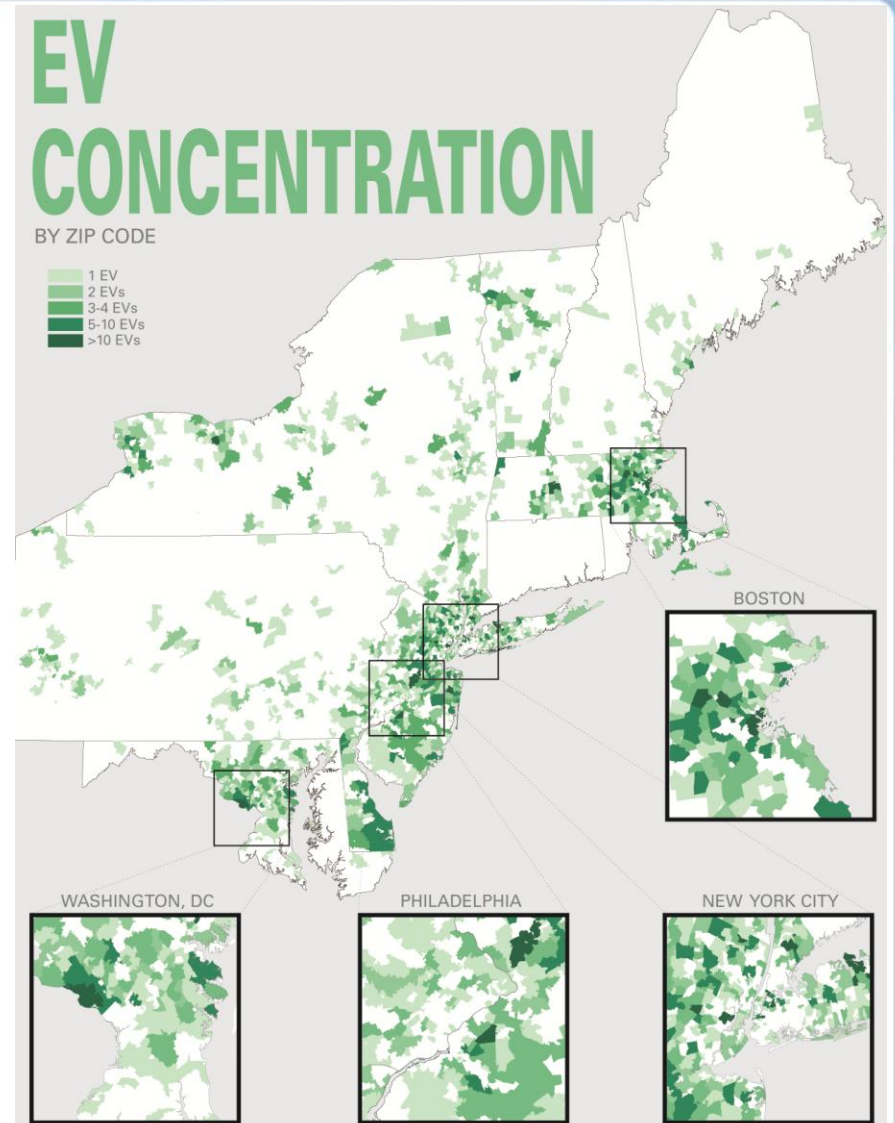 EV
CONCENTRATION
BY ZIP CODE
1 EV
2 EVs
3-4 EVs
5-10 EVs
>10 EVs
BOSTON
WASHINGTON, DC
PHILADELPHIA
NEW YORK CITY